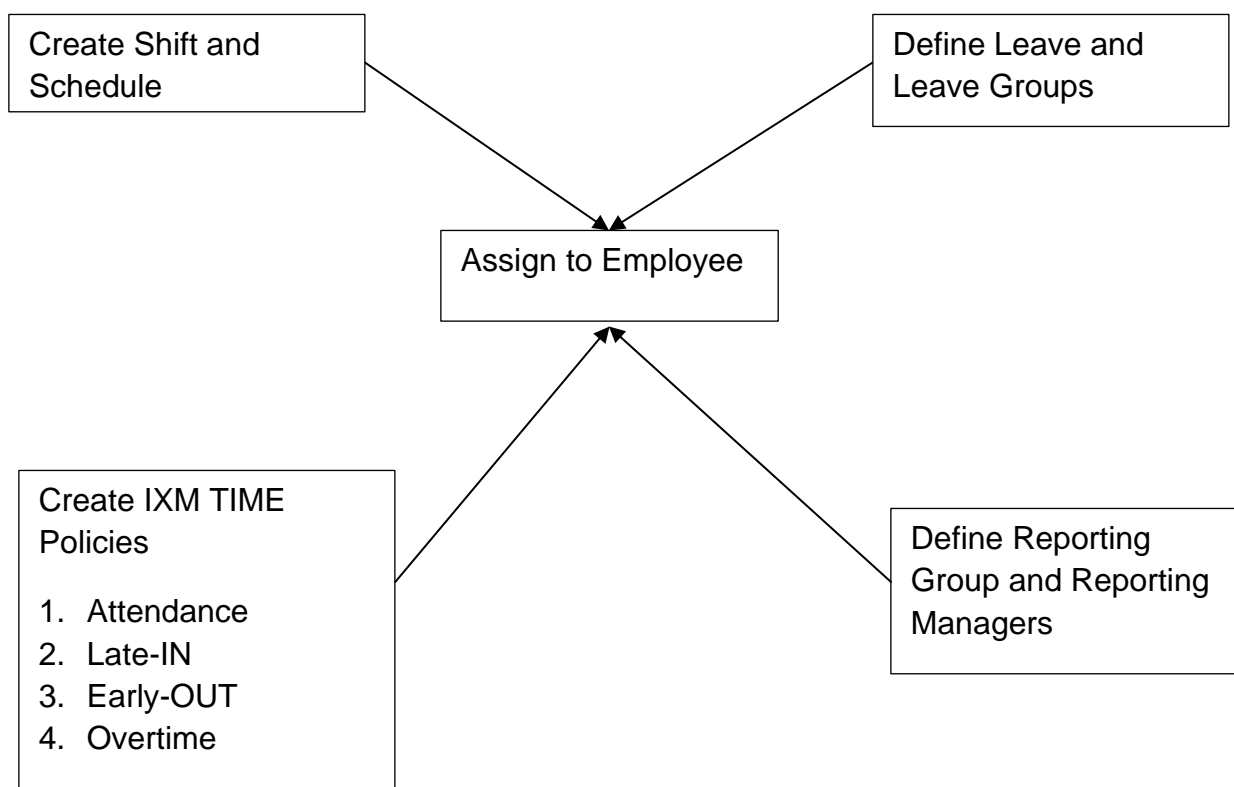 Create Shift and
Schedule
Define Leave and
Leave Groups
Assign to Employee
Create IXM TIME
Policies
1. Attendance
2. Late-IN
3. Early-OUT
4. Overtime
Define Reporting
Group and Reporting
Managers